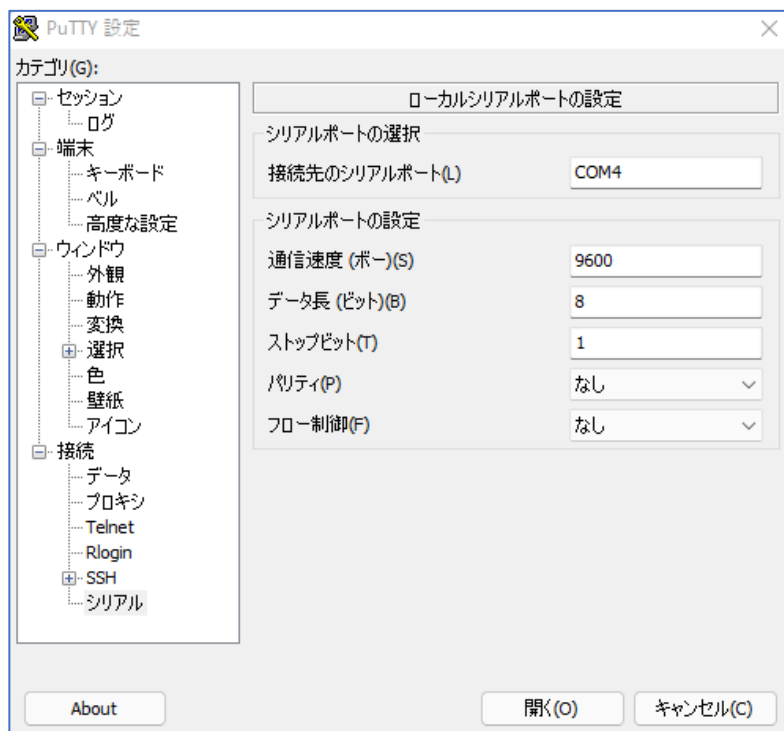 PuTTY 設定
カテゴリ(G):
セッション
ログ
端末
キーボード
ベル
高度な設定
ウィンドウ
外観
動作
変換
選択
色
壁紙
アイコン
接続
データ
プロキシ
Telnet
Rlogin
SSH
シリアル
ローカルシリアルポートの設定
シリアルポートの選択
接続先のシリアルポート(L)
COM4
シリアルポートの設定
通信速度 (ボー)(S)
9600
データ長 (ビット)(B)
8
ストップビット(T)
1
パリティ(P)
なし
フロー制御(F)
なし
About
開く(O)
キャンセル(C)